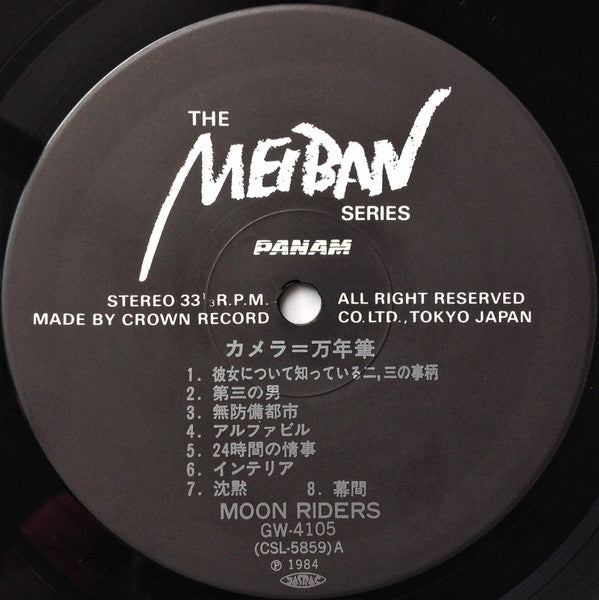 THE
MEiBAN
SERIES
PANAM
STEREO 33⅓R.P.M. ALL RIGHT RESERVED
MADE BY CROWN RECORD CO.LTD.,TOKYO JAPAN
カメラ=万年筆
1. 彼女について知っている二,三の事柄
2. 第三の男
3. 無防備都市
4. アルファビル
5. 24時間の情事
6. インテリア
7. 沈黙 8. 幕間
MOON RIDERS
GW-4105
(CSL-5859)A
Ⓟ 1984